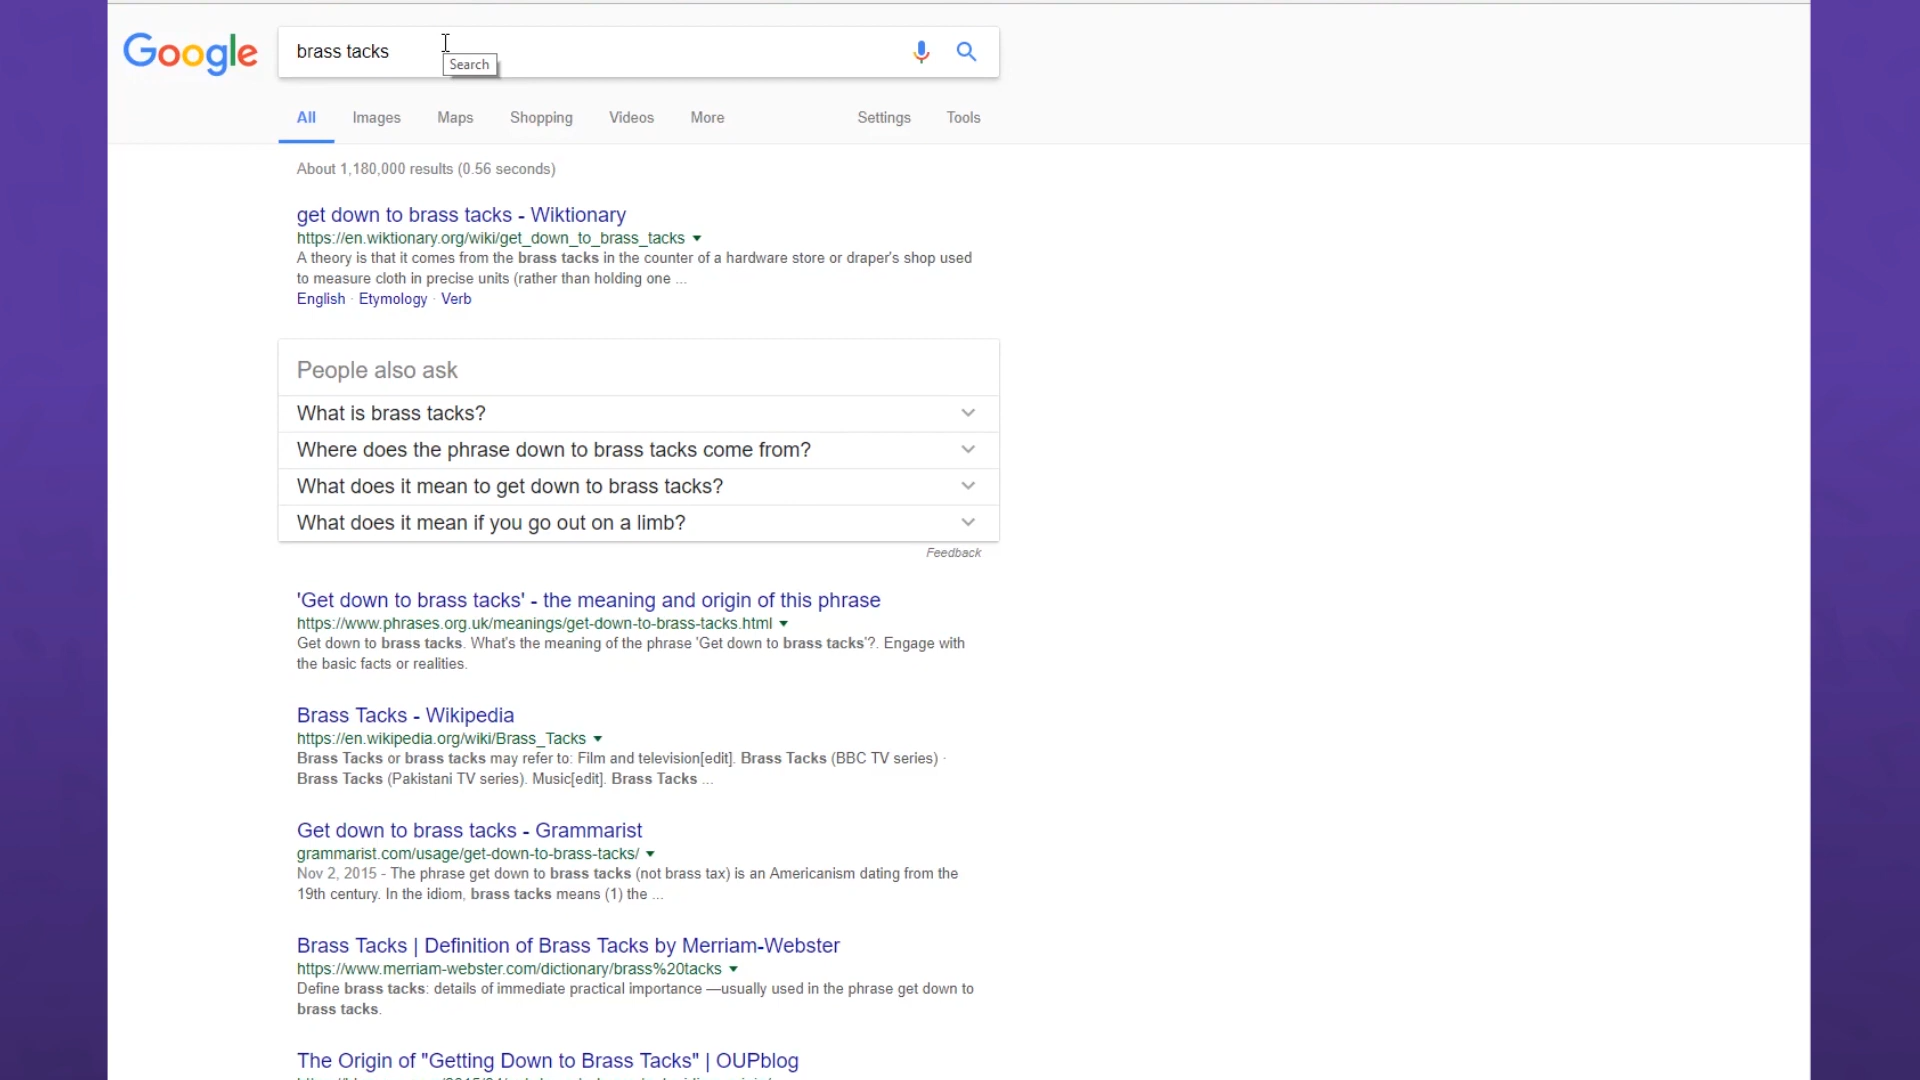 Google
brass tacks
Search
All Images Maps Shopping Videos More Settings Tools
About 1,180,000 results (0.56 seconds)
get down to brass tacks - Wiktionary
https://en.wiktionary.org/wiki/get_down_to_brass_tacks
A theory is that it comes from the brass tacks in the counter of a hardware store or draper's shop used
to measure cloth in precise units (rather than holding one ...
English · Etymology · Verb
People also ask
What is brass tacks?
Where does the phrase down to brass tacks come from?
What does it mean to get down to brass tacks?
What does it mean if you go out on a limb?
Feedback
'Get down to brass tacks' - the meaning and origin of this phrase
https://www.phrases.org.uk/meanings/get-down-to-brass-tacks.html
Get down to brass tacks. What's the meaning of the phrase 'Get down to brass tacks'?. Engage with
the basic facts or realities.
Brass Tacks - Wikipedia
https://en.wikipedia.org/wiki/Brass_Tacks
Brass Tacks or brass tacks may refer to: Film and television[edit]. Brass Tacks (BBC TV series) ·
Brass Tacks (Pakistani TV series). Music[edit]. Brass Tacks ...
Get down to brass tacks - Grammarist
grammarist.com/usage/get-down-to-brass-tacks/
Nov 2, 2015 - The phrase get down to brass tacks (not brass tax) is an Americanism dating from the
19th century. In the idiom, brass tacks means (1) the ...
Brass Tacks | Definition of Brass Tacks by Merriam-Webster
https://www.merriam-webster.com/dictionary/brass%20tacks
Define brass tacks: details of immediate practical importance —usually used in the phrase get down to
brass tacks.
The Origin of "Getting Down to Brass Tacks" | OUPblog